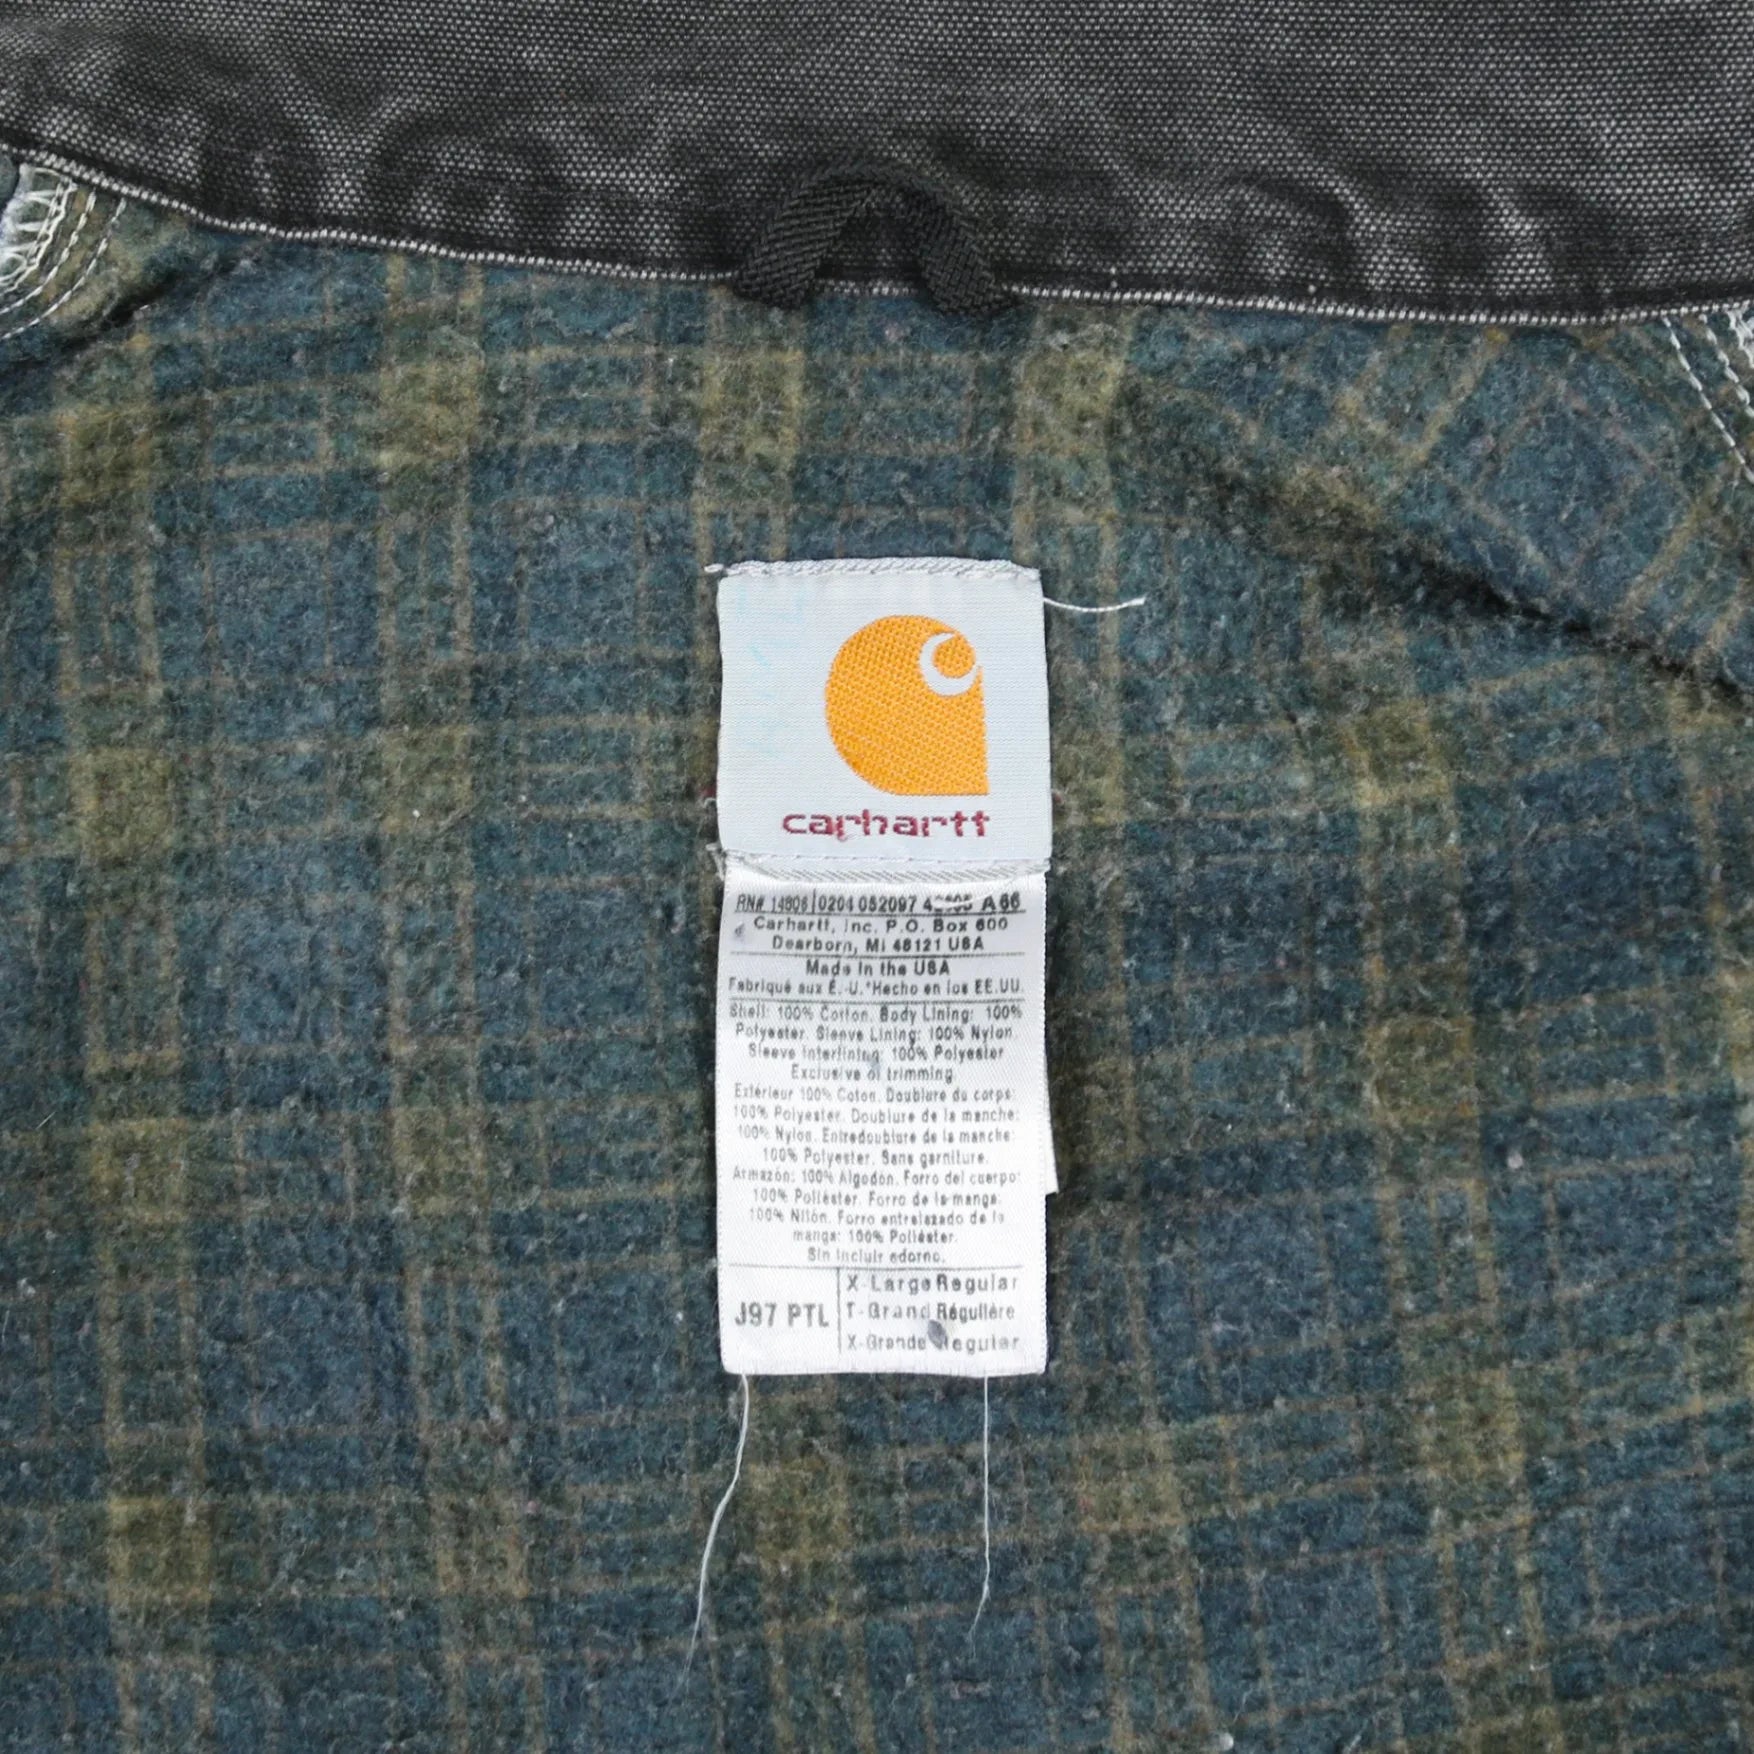 carhartt
RN# 14806 0204 052097 A66
Carhartt, Inc. P.O. Box 600
Dearborn, MI 48121 USA
Made in the USA
Fabriqué aux É.-U.*Hecho en los EE.UU.
Shell: 100% Cotton. Body Lining: 100%
Polyester. Sleeve Lining: 100% Nylon.
Sleeve Interlining: 100% Polyester
Exclusive of trimming.
Extérieur 100% Coton. Doublure du corps:
100% Polyester. Doublure de la manche:
100% Nylon. Entredoublure de la manche:
100% Polyester. Sans garniture.
Armazón: 100% Algodón. Forro del cuerpo:
100% Poliéster. Forro de la manga:
100% Nilón. Forro entrelazado de la
manga: 100% Poliéster.
Sin incluir adorno.
J97 PTL
X-Large Regular
T-Grand Régulière
X-Grande Regular